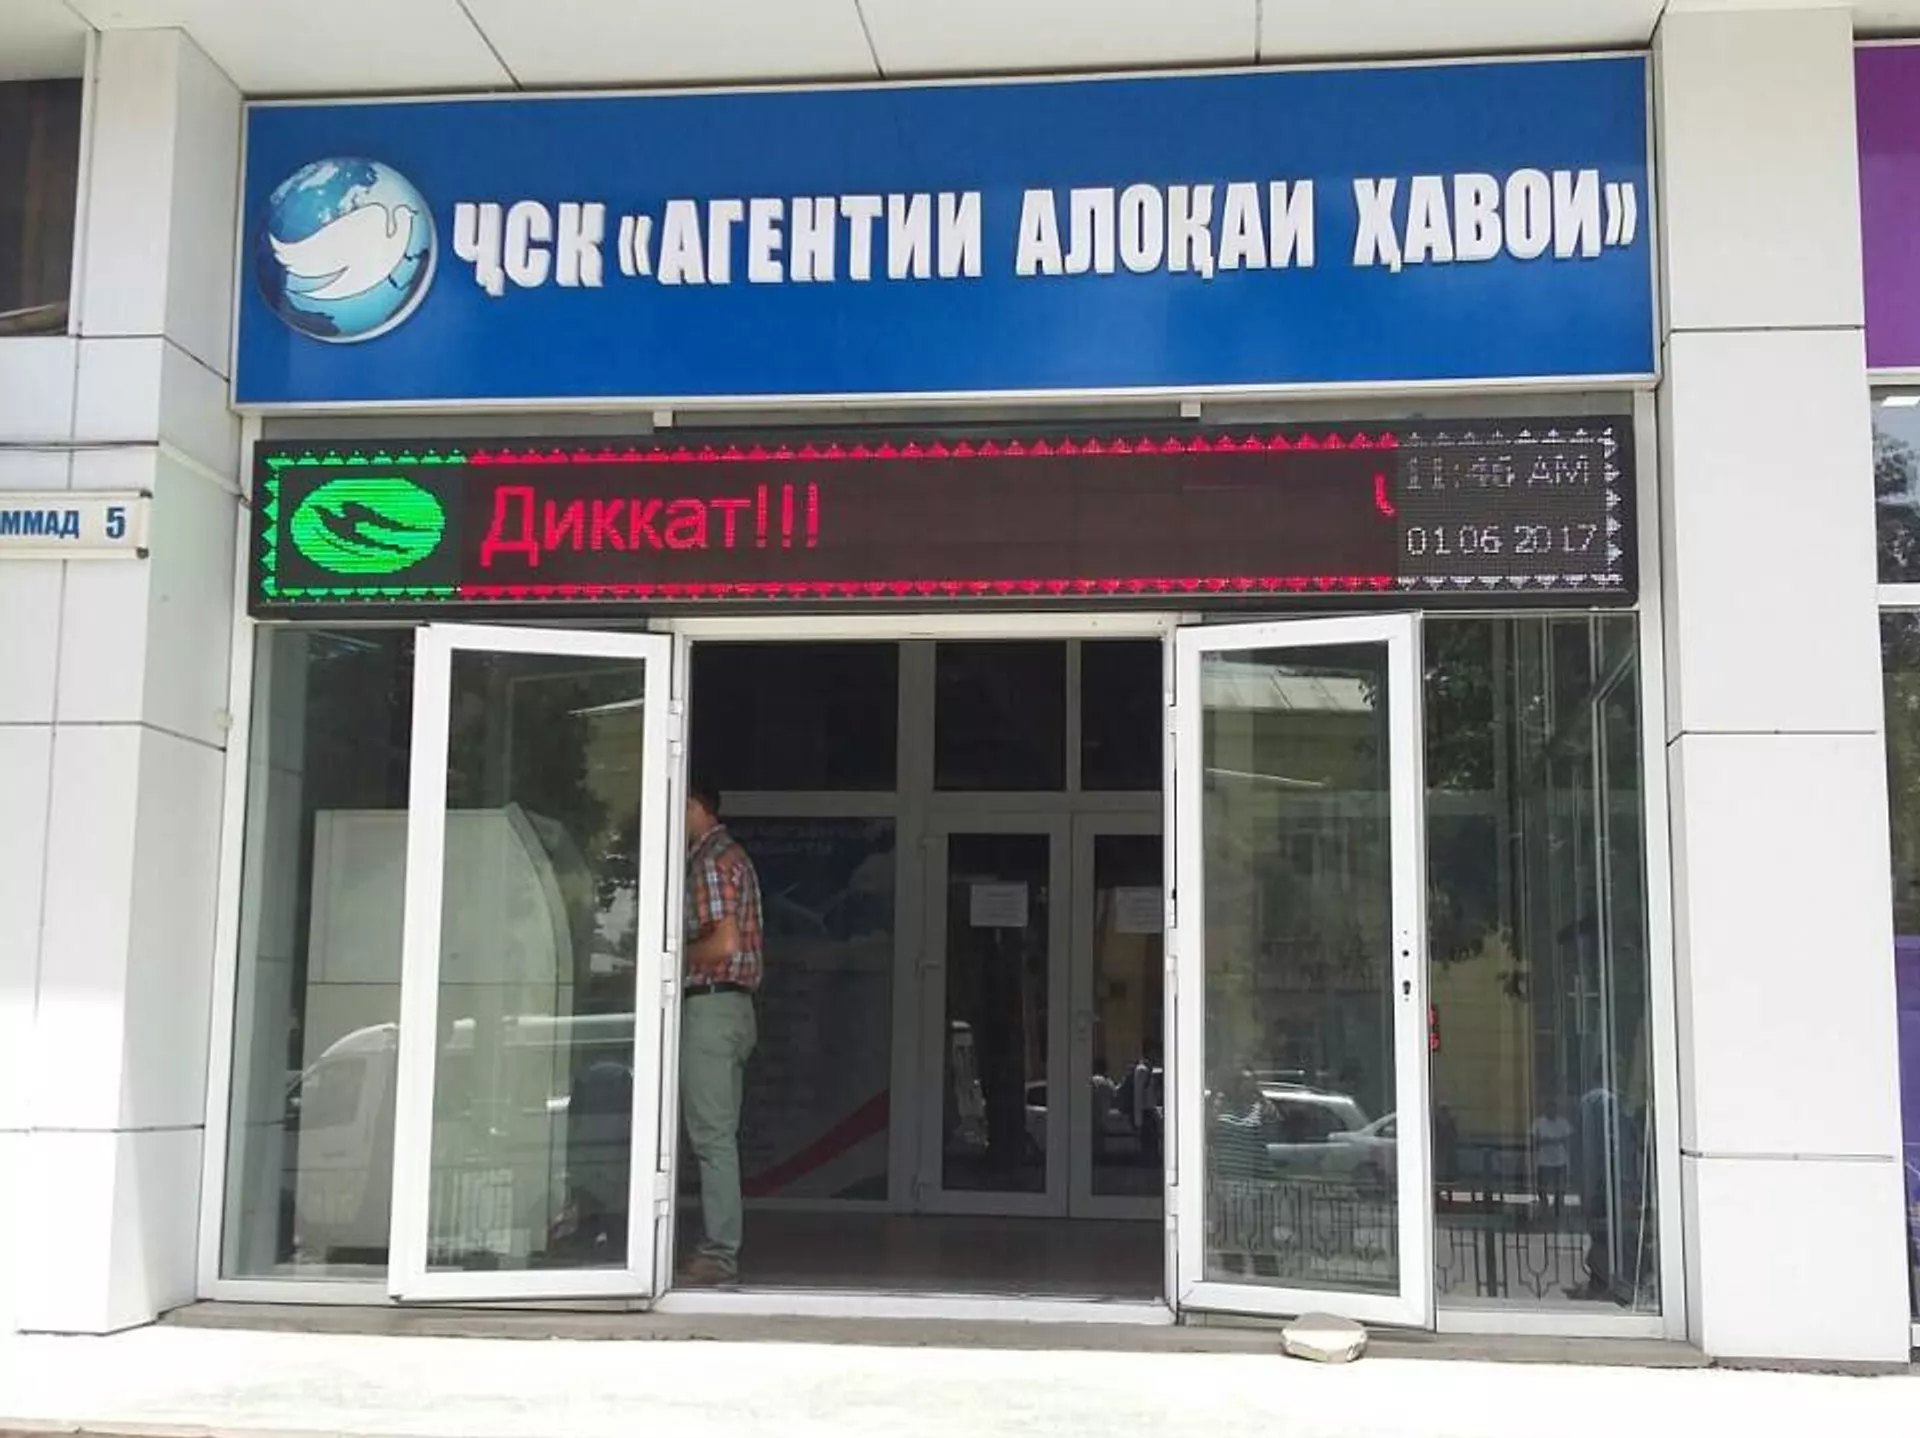 ҶСК «АГЕНТИИ АЛОҚАИ ҲАВОИ»
Диккат!!!
11:45 AM
01 06 2017
ММАД 5